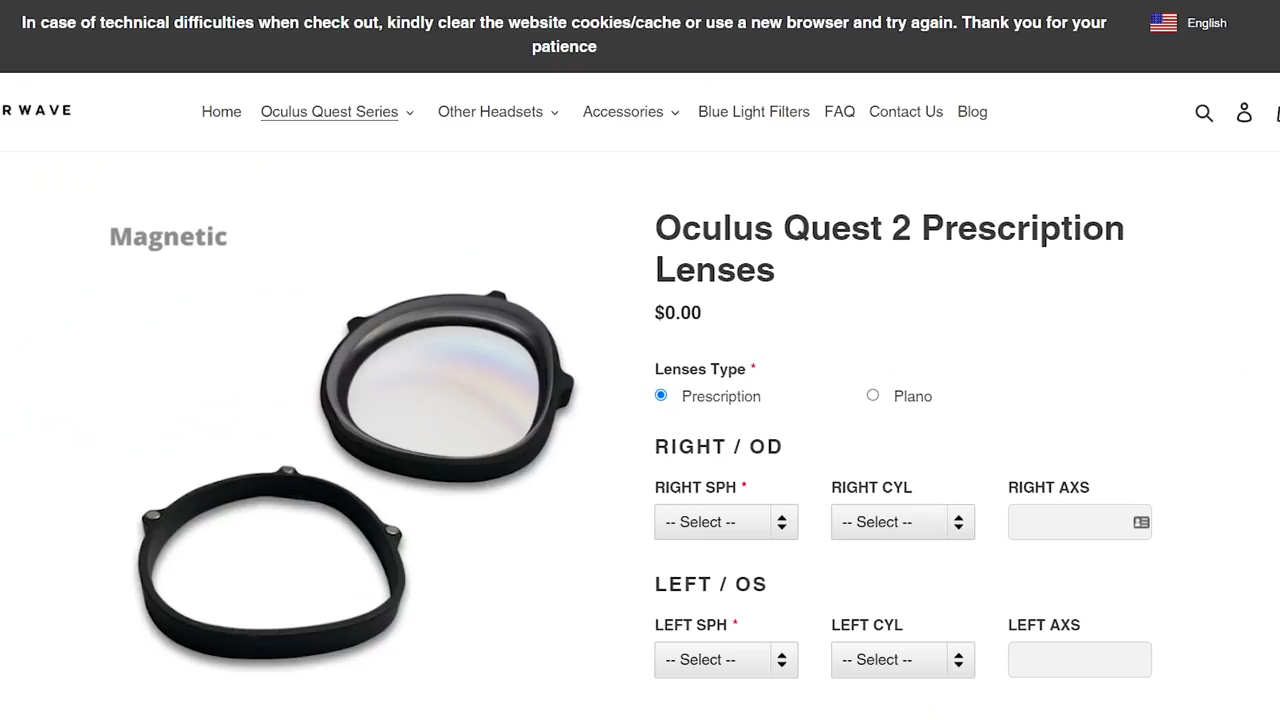 In case of technical difficulties when check out, kindly clear the website cookies/cache or use a new browser and try again. Thank you for your
patience
English
R WAVE
Home
Oculus Quest Series
Other Headsets
Accessories
Blue Light Filters
FAQ
Contact Us
Blog
Magnetic
Oculus Quest 2 Prescription
Lenses
$0.00
Lenses Type *
Prescription
Plano
RIGHT / OD
RIGHT SPH *
RIGHT CYL
RIGHT AXS
-- Select --
-- Select --
LEFT / OS
LEFT SPH *
LEFT CYL
LEFT AXS
-- Select --
-- Select --